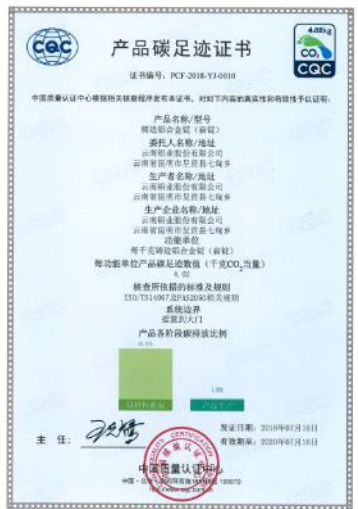 CQC
4.02kg
CO₂
CQC
产品碳足迹证书
证书编号: PCF-2018-YJ-0010
中国质量认证中心根据相关核查程序发布本证书，对如下内容的真实性和有效性予以证明:
产品名称/型号
铸造铝合金锭（前锭）
委托人名称/地址
云南铝业股份有限公司
云南省昆明市呈贡县七甸乡
生产者名称/地址
云南铝业股份有限公司
云南省昆明市呈贡县七甸乡
生产企业名称/地址
云南铝业股份有限公司
云南省昆明市呈贡县七甸乡
功能单位
每千克铸造铝合金锭（前锭）
每功能单位产品碳足迹数值（千克CO₂当量）
4.02
核查所依据的标准及规则
ISO/TS14067及PAS2050相关规则
系统边界
摇篮到大门
产品各阶段碳排放比例
产品生产
主 任:
发证日期: 2018年07月16日
有效期至: 2020年07月15日
中国质量认证中心
http://www.cqc.com.cn